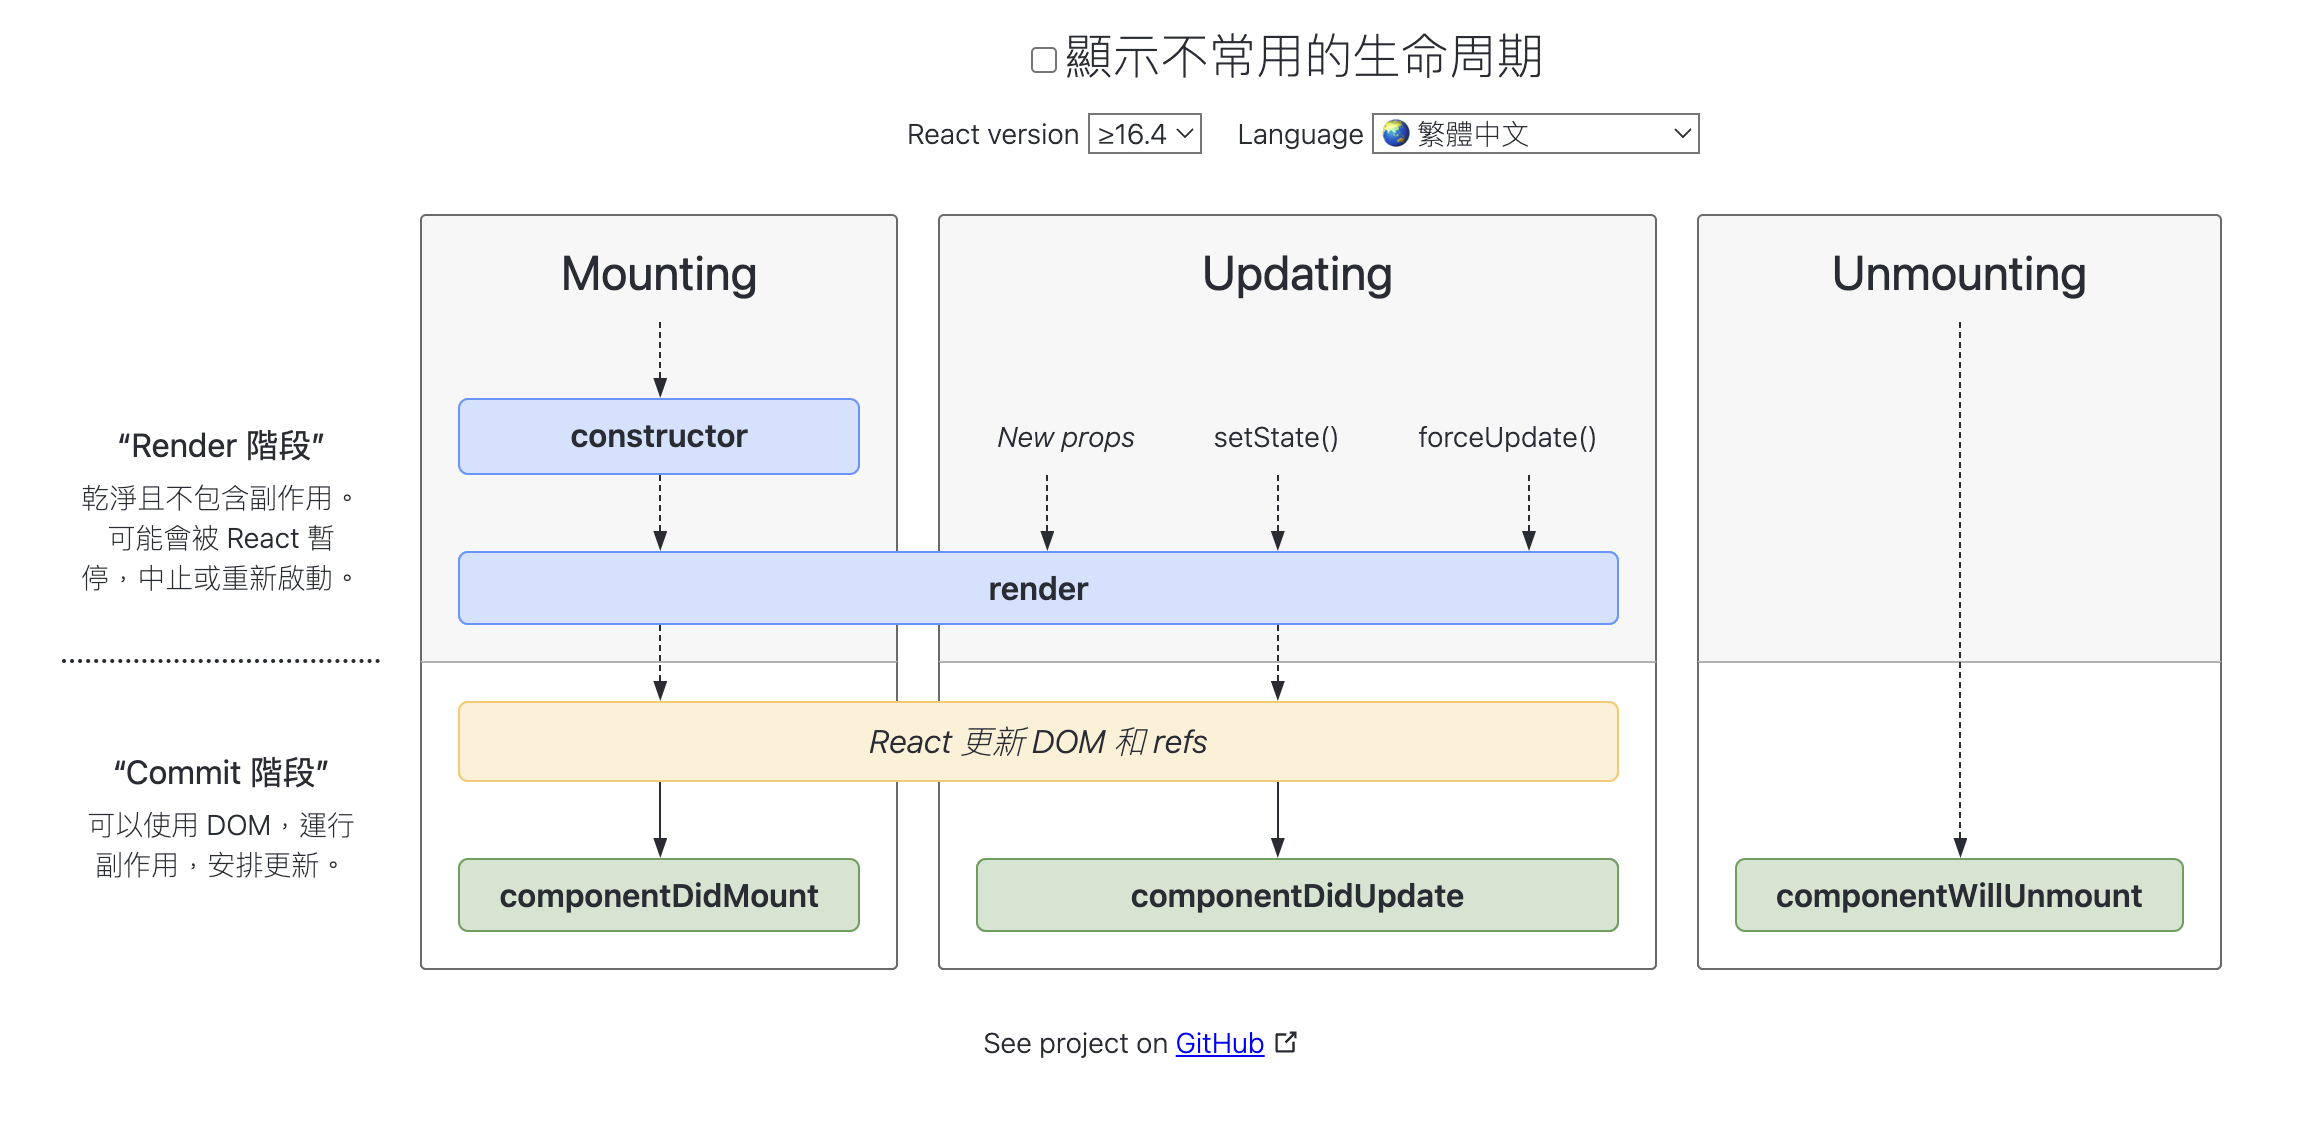 顯示不常用的生命周期
React version ≥16.4 Language 🌏 繁體中文
Mounting
Updating
Unmounting
“Render 階段”
乾淨且不包含副作用。
可能會被 React 暫
停，中止或重新啟動。
constructor
New props
setState()
forceUpdate()
render
“Commit 階段”
可以使用 DOM，運行
副作用，安排更新。
React 更新 DOM 和 refs
componentDidMount
componentDidUpdate
componentWillUnmount
See project on GitHub